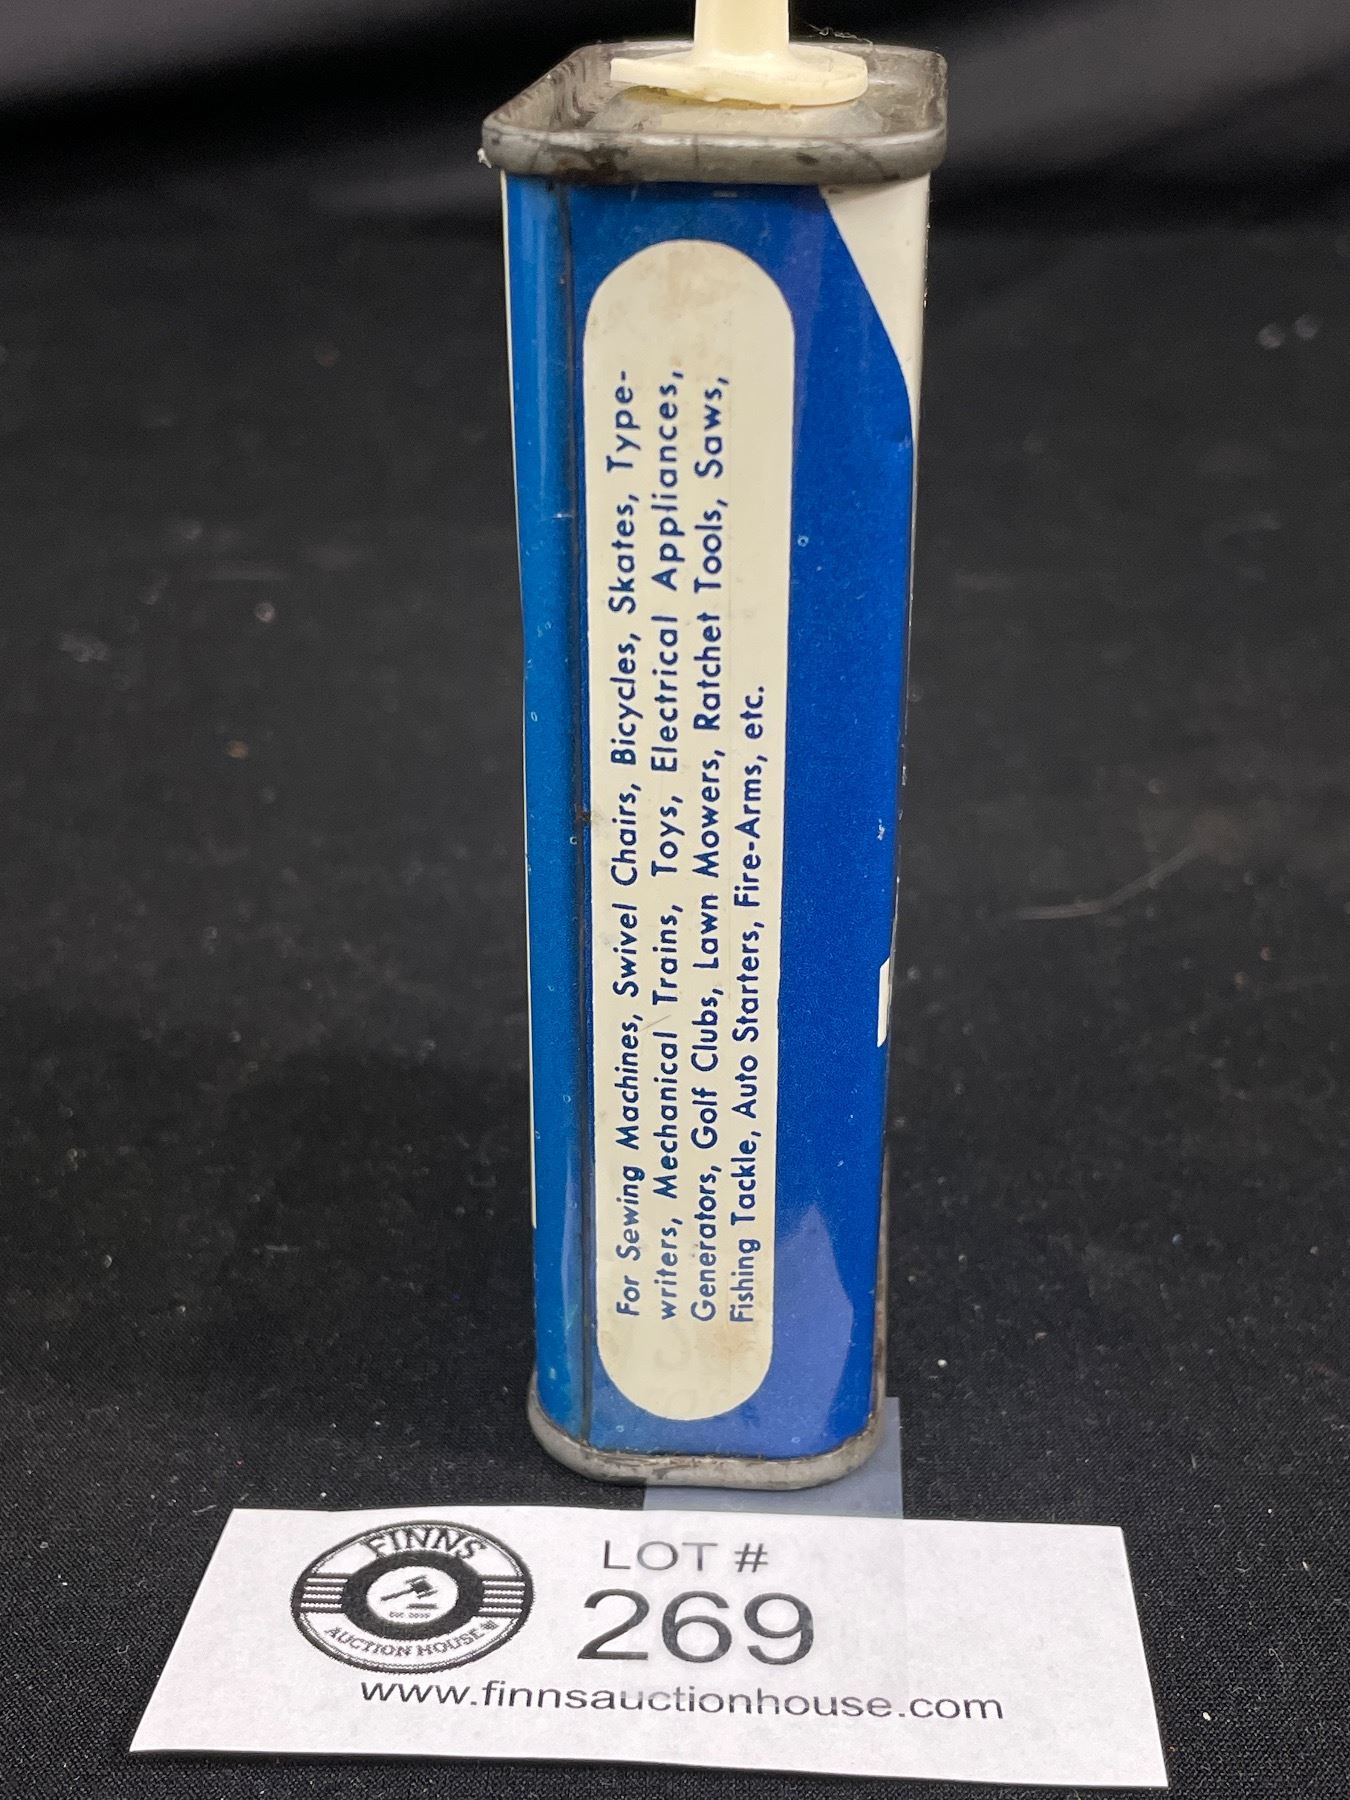 For Sewing Machines, Swivel Chairs, Bicycles, Skates, Type-
writers, Mechanical Trains, Toys, Electrical Appliances,
Generators, Golf Clubs, Lawn Mowers, Ratchet Tools, Saws,
Fishing Tackle, Auto Starters, Fire-Arms, etc.
FINNS
AUCTION HOUSE
LOT #
269
www.finnsauctionhouse.com